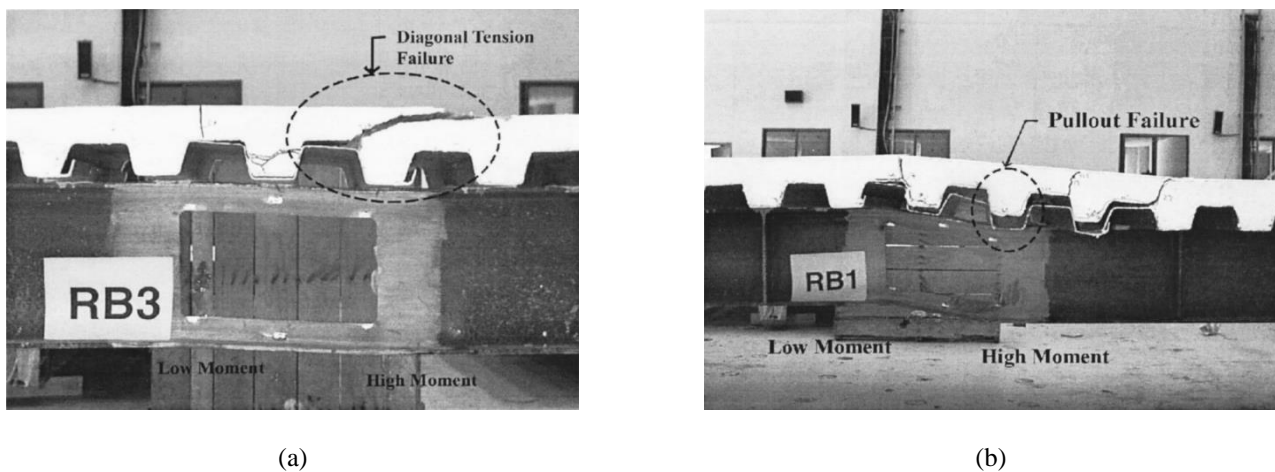 Diagonal Tension
Failure
RB3
Low Moment
High Moment
Pullout Failure
RB1
Low Moment
High Moment
(a)
(b)